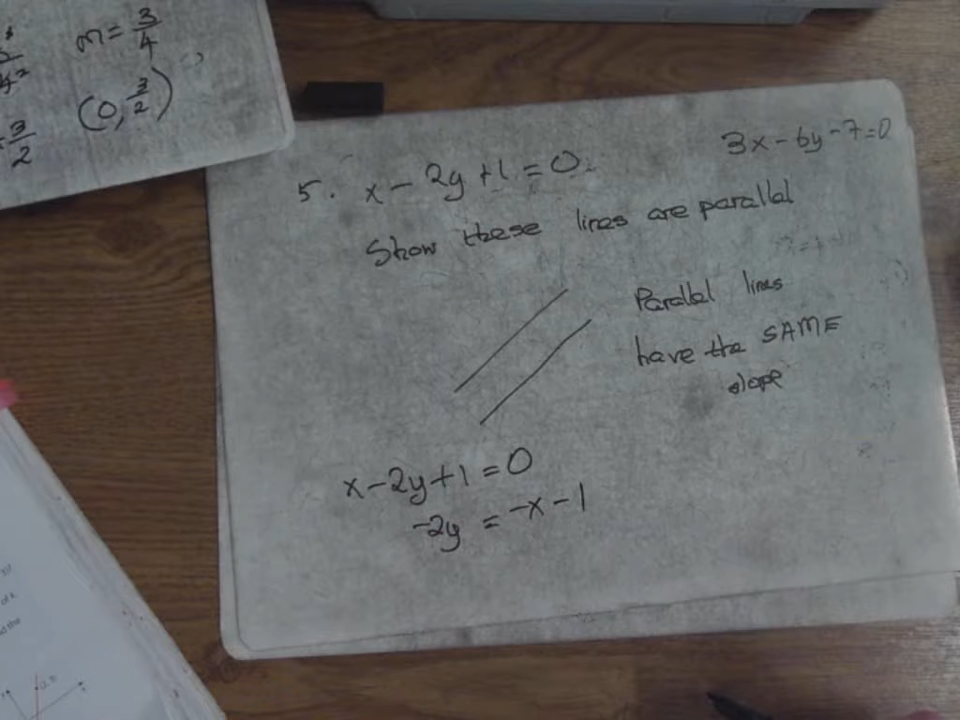 m = 3/4
(0, 3/2)
3/2
5. x - 2y + 1 = 0.
3x - 6y - 7 = 0
Show these lines are parallel
Parallel lines
have the SAME
slope
x - 2y + 1 = 0
-2y = -x - 1